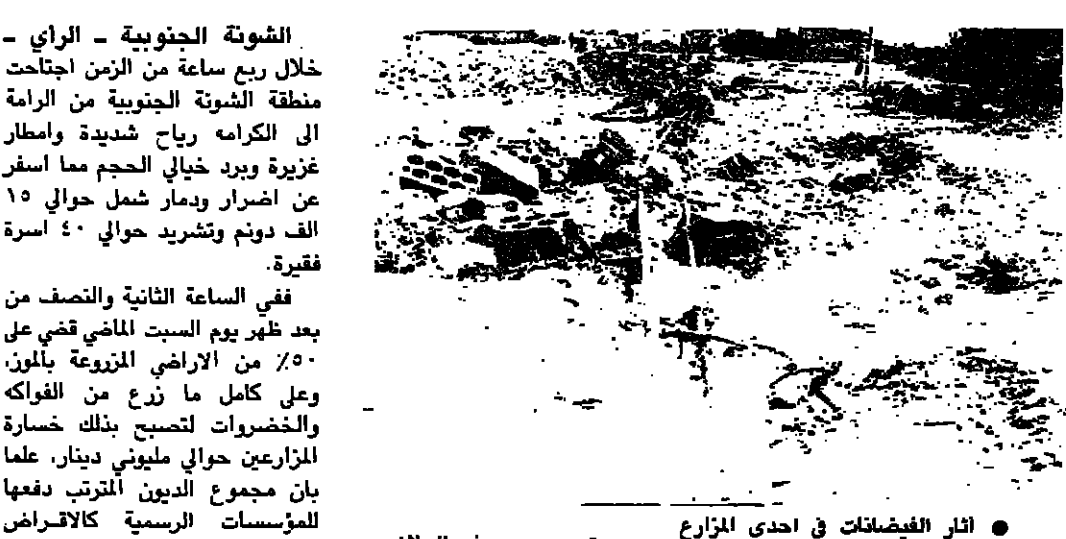 الشونة الجنوبية ـ الراي ـ
خلال ربع ساعة من الزمن اجتاحت
منطقة الشونة الجنوبية من الرامة
الى الكرامه رياح شديدة وامطار
غزيرة وبرد خيالي الحجم مما اسفر
عن اضرار ودمار شمل حوالي ١٥
الف دونم وتشريد حوالي ٤٠ اسرة
فقيرة.
ففي الساعة الثانية والنصف من
بعد ظهر يوم السبت الماضي قضي على
٥٠٪ من الاراضي المزروعة بالموز،
وعلى كامل ما زرع من الفواكه
والخضروات لتصبح بذلك خسارة
المزارعين حوالي مليوني دينار، علما
بان مجموع الديون المترتب دفعها
للمؤسسات الرسمية كالاقراض
● اثار الفيضانات في احدى المزارع